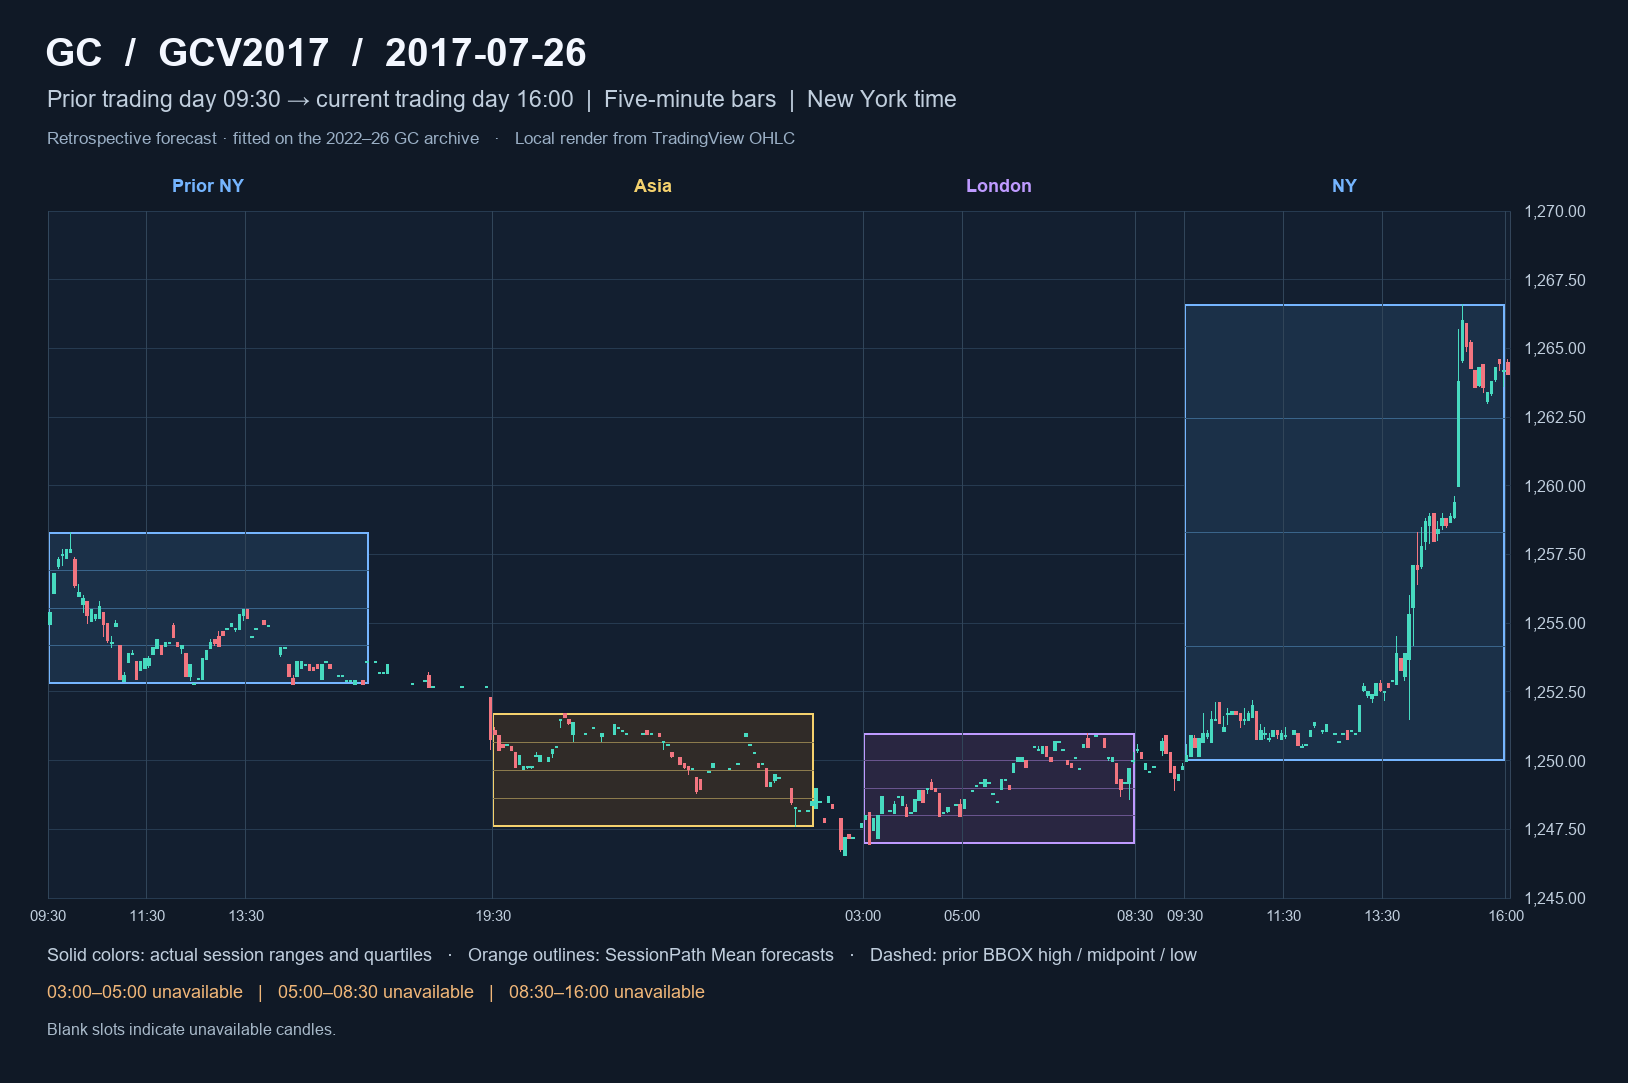 GC / GCV2017 / 2017-07-26
Prior trading day 09:30 → current trading day 16:00 | Five-minute bars | New York time
Retrospective forecast · fitted on the 2022–26 GC archive · Local render from TradingView OHLC
Prior NY Asia London NY
1,270.00
1,267.50
1,265.00
1,262.50
1,260.00
1,257.50
1,255.00
1,252.50
1,250.00
1,247.50
1,245.00
09:30 11:30 13:30 19:30 03:00 05:00 08:30 09:30 11:30 13:30 16:00
Solid colors: actual session ranges and quartiles · Orange outlines: SessionPath Mean forecasts · Dashed: prior BBOX high / midpoint / low
03:00–05:00 unavailable | 05:00–08:30 unavailable | 08:30–16:00 unavailable
Blank slots indicate unavailable candles.